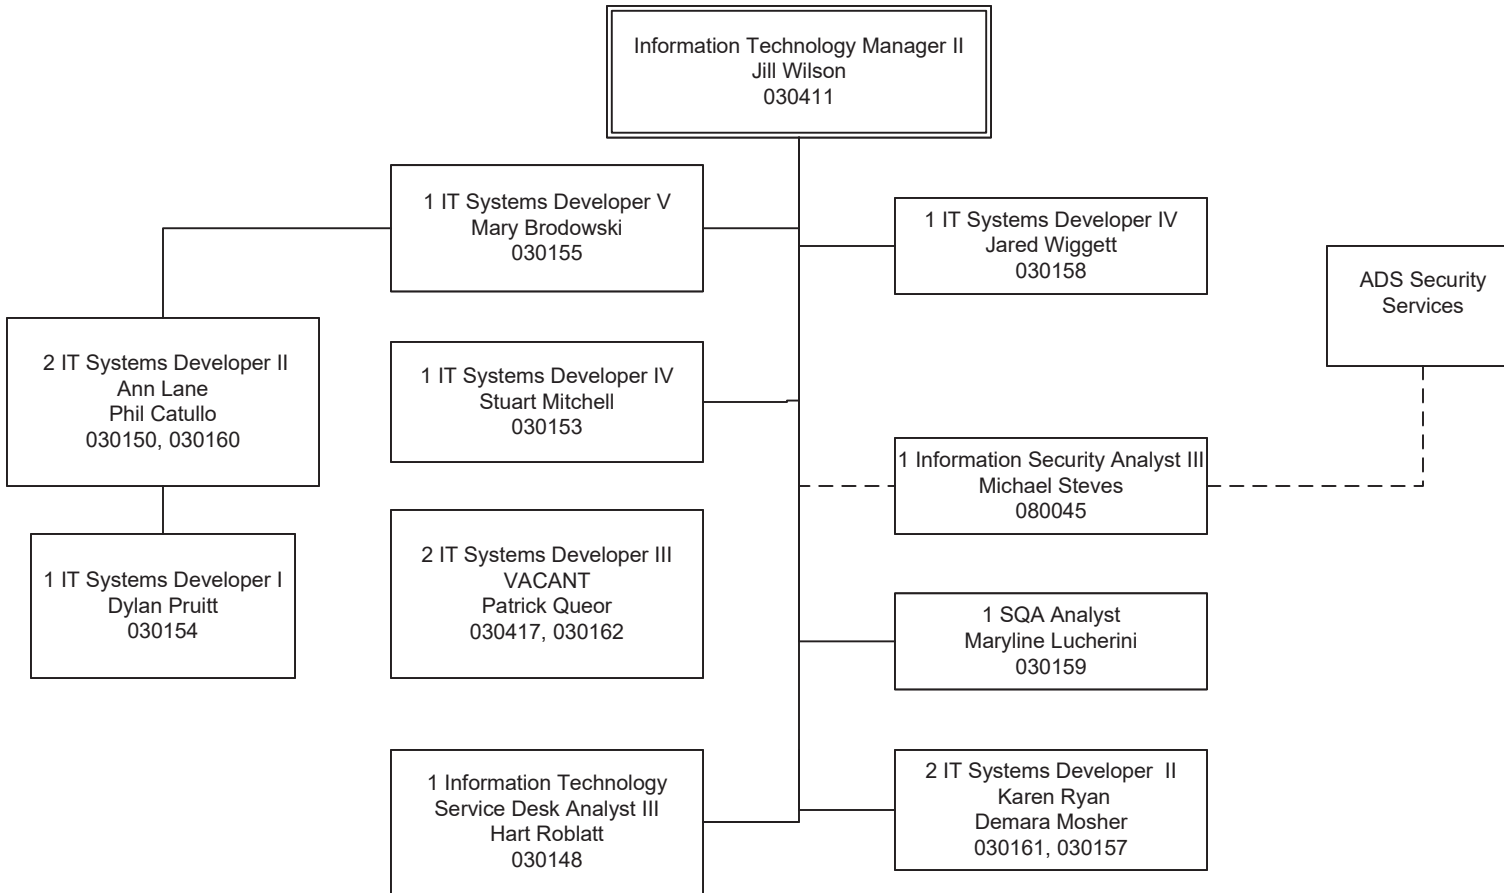 Information Technology Manager II
Jill Wilson
030411
1 IT Systems Developer V
Mary Brodowski
030155
1 IT Systems Developer IV
Jared Wiggett
030158
ADS Security
Services
2 IT Systems Developer II
Ann Lane
Phil Catullo
030150, 030160
1 IT Systems Developer IV
Stuart Mitchell
030153
1 Information Security Analyst III
Michael Steves
080045
1 IT Systems Developer I
Dylan Pruitt
030154
2 IT Systems Developer III
VACANT
Patrick Queor
030417, 030162
1 SQA Analyst
Maryline Lucherini
030159
1 Information Technology
Service Desk Analyst III
Hart Roblatt
030148
2 IT Systems Developer  II
Karen Ryan
Demara Mosher
030161, 030157